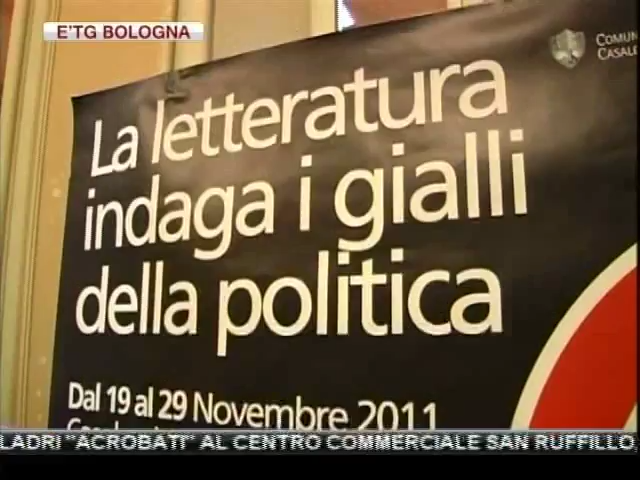 E'TG BOLOGNA
La letteratura
indaga i gialli
della politica
Dal 19 al 29 Novembre 2011
LADRI "ACROBATI" AL CENTRO COMMERCIALE SAN RUFFILLO,